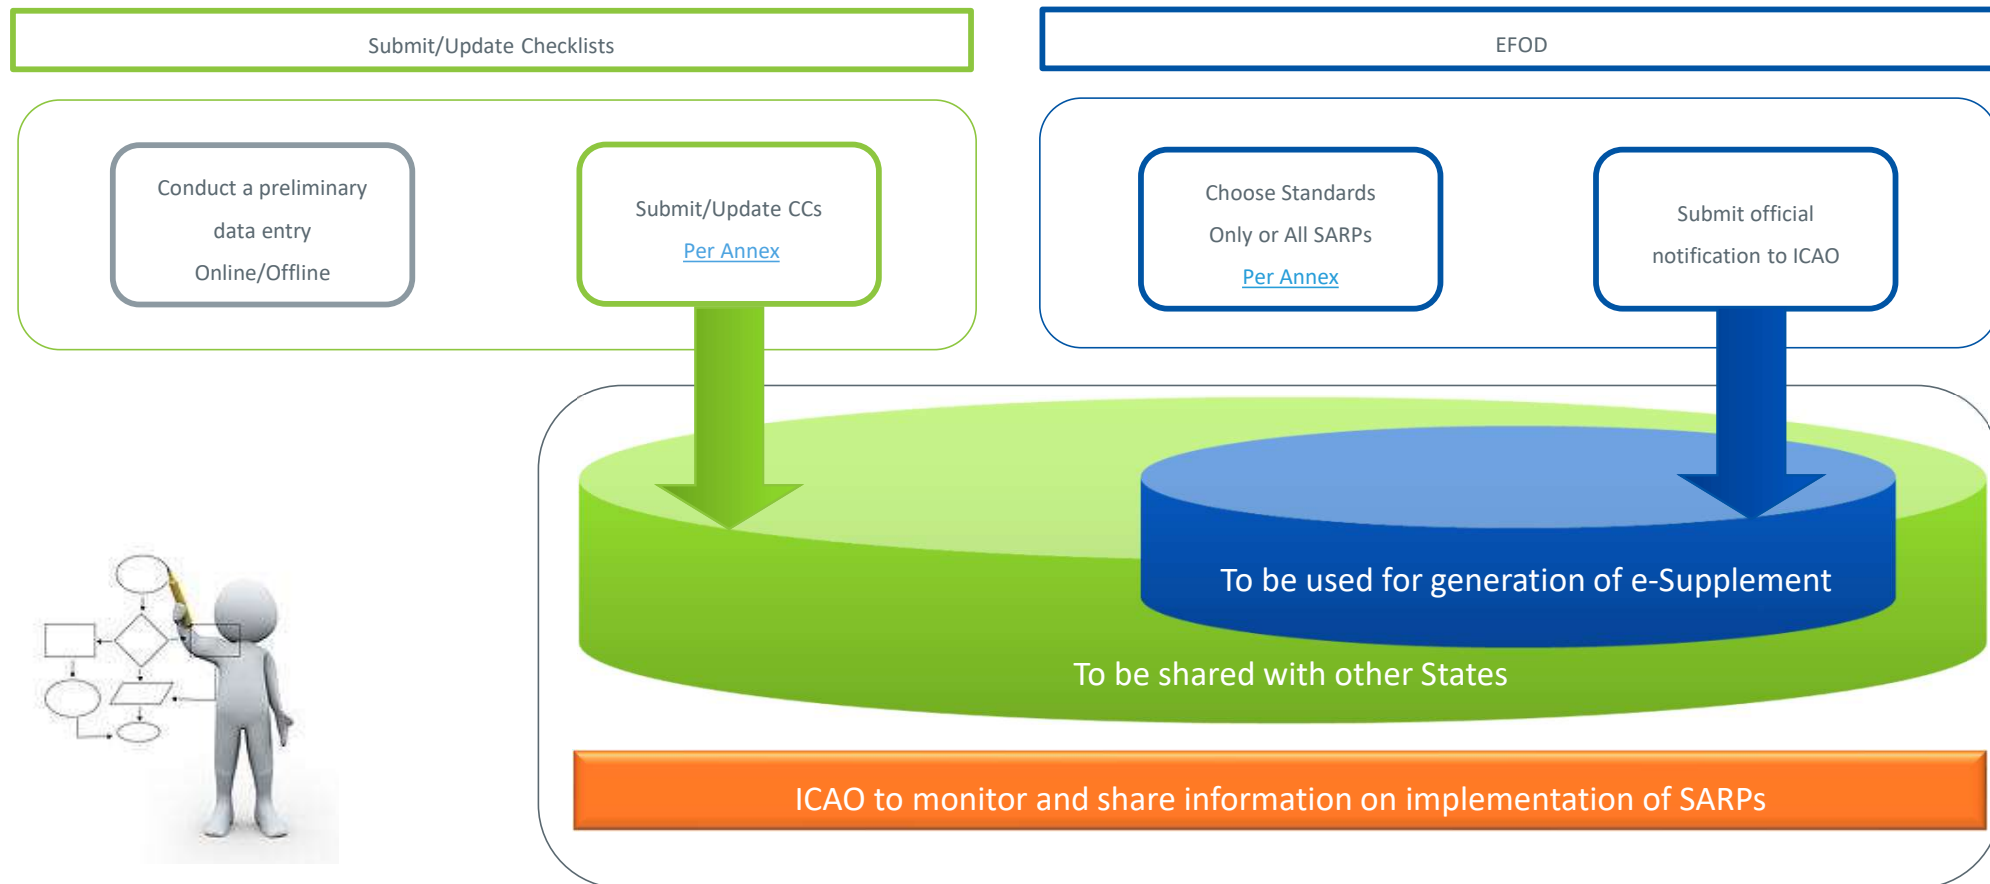 Submit/Update Checklists
EFOD
Conduct a preliminary
data entry
Online/Offline
Submit/Update CCs
Per Annex
Choose Standards
Only or All SARPs
Per Annex
Submit official
notification to ICAO
To be used for generation of e-Supplement
To be shared with other States
ICAO to monitor and share information on implementation of SARPs